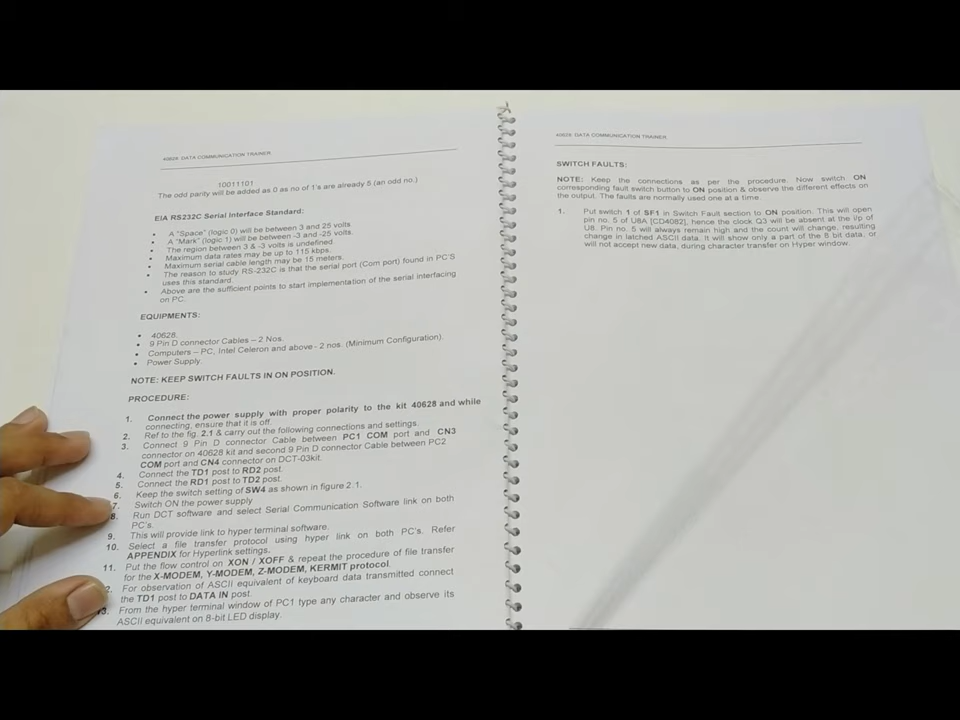 40628 DATA COMMUNICATION TRAINER
10011101
The odd parity will be added as 0 as no of 1's are already 5 (an odd no.)
EIA RS232C Serial Interface Standard:
• A "Space" (logic 0) will be between 3 and 25 volts
• A "Mark" (logic 1) will be between -3 and -25 volts.
• The region between 3 & -3 volts is undefined
• Maximum data rates may be up to 115 kbps.
• Maximum serial cable length may be 15 meters.
• The reason to study RS-232C is that the serial port (Com port) found in PC'S
uses this standard.
• Above are the sufficient points to start implementation of the serial interfacing
on PC.
EQUIPMENTS:
• 40628.
• 9 Pin D connector Cables – 2 Nos.
• Computers – PC, Intel Celeron and above - 2 nos. (Minimum Configuration).
• Power Supply.
NOTE: KEEP SWITCH FAULTS IN ON POSITION.
PROCEDURE:
1. Connect the power supply with proper polarity to the kit 40628 and while
connecting, ensure that it is off.
2. Ref to the fig. 2.1 & carry out the following connections and settings.
3. Connect 9 Pin D connector Cable between PC1 COM port and CN3
connector on 40628 kit and second 9 Pin D connector Cable between PC2
COM port and CN4 connector on DCT-03kit.
4. Connect the TD1 post to RD2 post.
5. Connect the RD1 post to TD2 post.
6. Keep the switch setting of SW4 as shown in figure 2.1.
7. Switch ON the power supply
8. Run DCT software and select Serial Communication Software link on both
PC's.
9. This will provide link to hyper terminal software.
10. Select a file transfer protocol using hyper link on both PC's. Refer
APPENDIX for Hyperlink settings.
11. Put the flow control on XON / XOFF & repeat the procedure of file transfer
for the X-MODEM, Y-MODEM, Z-MODEM, KERMIT protocol.
2. For observation of ASCII equivalent of keyboard data transmitted connect
the TD1 post to DATA IN post.
13. From the hyper terminal window of PC1 type any character and observe its
ASCII equivalent on 8-bit LED display.
40628 DATA COMMUNICATION TRAINER
SWITCH FAULTS:
NOTE: Keep the connections as per the procedure. Now switch ON
corresponding fault switch button to ON position & observe the different effects on
the output. The faults are normally used one at a time.
1. Put switch 1 of SF1 in Switch Fault section to ON position. This will open
pin no. 5 of U8A [CD4082], hence the clock Q3 will be absent at the I/p of
U8. Pin no. 5 will always remain high and the count will change, resulting
change in latched ASCII data. It will show only a part of the 8 bit data, or
will not accept new data, during character transfer on Hyper window.